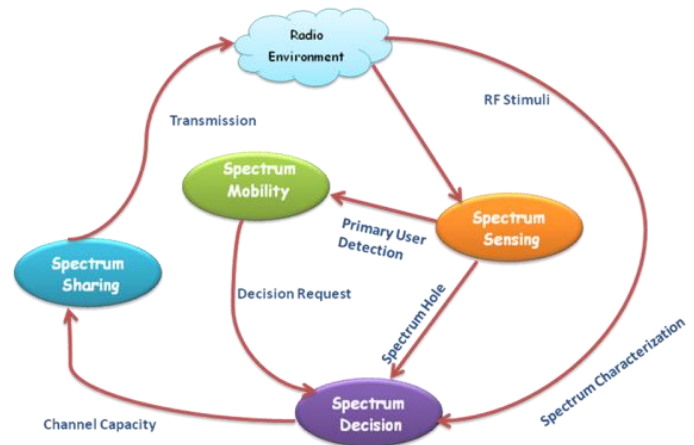 Radio
Environment
RF Stimuli
Transmission
Spectrum
Mobility
Primary User
Detection
Spectrum
Sensing
Spectrum
Sharing
Decision Request
Spectrum Hole
Spectrum Characterization
Channel Capacity
Spectrum
Decision